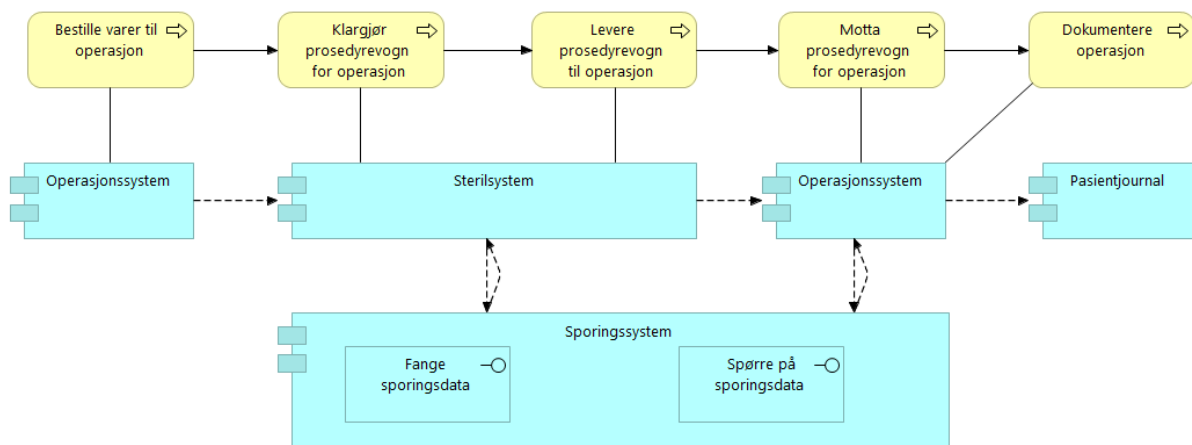 Bestille varer til
operasjon
Klargjør
prosedyrevogn
for operasjon
Levere
prosedyrevogn
til operasjon
Motta
prosedyrevogn
for operasjon
Dokumentere
operasjon
Operasjonssystem
Sterilsystem
Operasjonssystem
Pasientjournal
Sporingssystem
Fange
sporingsdata
Spørre på
sporingsdata